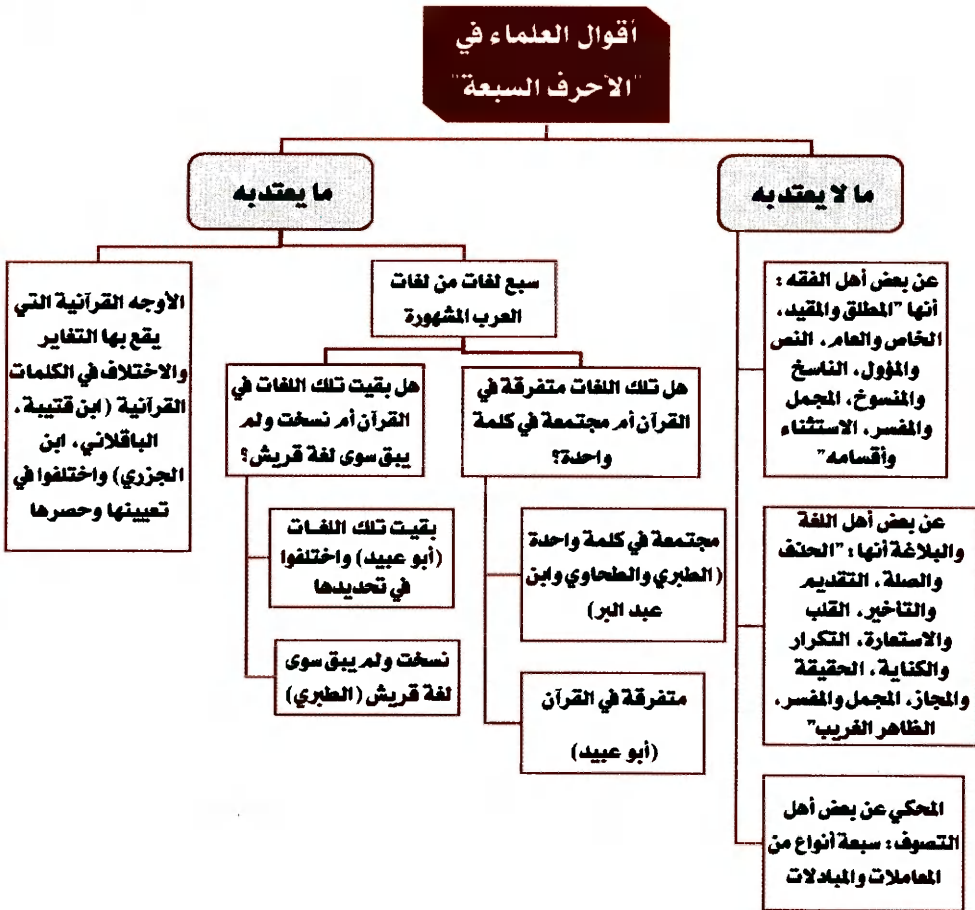 أقوال العلماء في
"الأحرف السبعة"
ما لا يعتد به
ما يعتد به
عن بعض أهل الفقه :
أنها "المطلق والمقيد،
الخاص والعام، النص
والمؤول، الناسخ
والمنسوخ، المجمل
والمفسر، الاستثناء
وأقسامه"
عن بعض أهل اللغة
والبلاغة أنها : "الحذف
والصلة، التقديم
والتأخير، القلب
والاستعارة، التكرار
والكناية، الحقيقة
والمجاز، المجمل والمفسر،
الظاهر الغريب"
المحكي عن بعض أهل
التصوف : سبعة أنواع من
المعاملات والمبادلات
سبع لغات من لغات
العرب المشهورة
هل تلك اللغات متفرقة في
القرآن أم مجتمعة في كلمة
واحدة؟
مجتمعة في كلمة واحدة
(الطبري والطحاوي وابن
عبد البر)
متفرقة في القرآن
(أبو عبيد)
هل بقيت تلك اللغات في
القرآن أم نسخت ولم
يبق سوى لغة قريش؟
بقيت تلك اللغات
(أبو عبيد) واختلفوا
في تحديدها
نسخت ولم يبق سوى
لغة قريش (الطبري)
الأوجه القرآنية التي
يقع بها التغاير
والاختلاف في الكلمات
القرآنية (ابن قتيبة،
الباقلاني، ابن
الجزري) واختلفوا في
تعيينها وحصرها